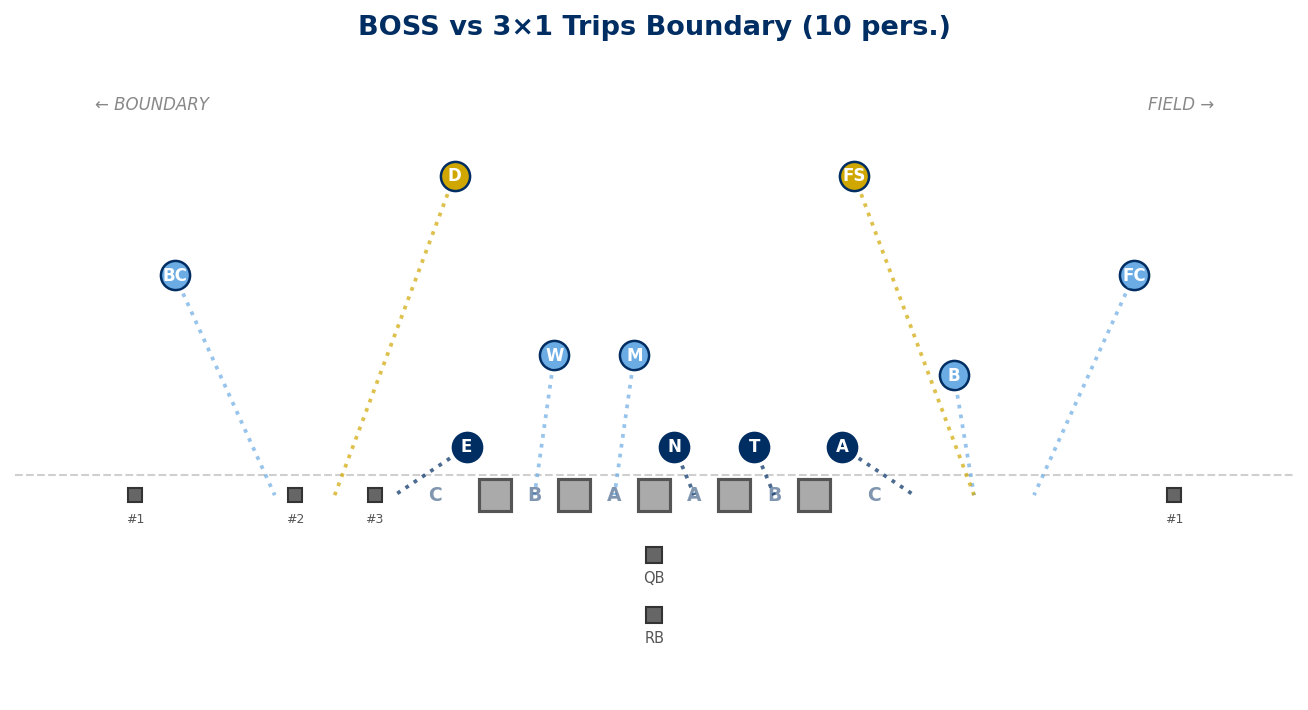 BOSS vs 3×1 Trips Boundary (10 pers.)
← BOUNDARY
FIELD →
D
FS
BC
FC
W
M
B
E
N
T
A
C
B
A
A
B
C
#1
#2
#3
#1
QB
RB